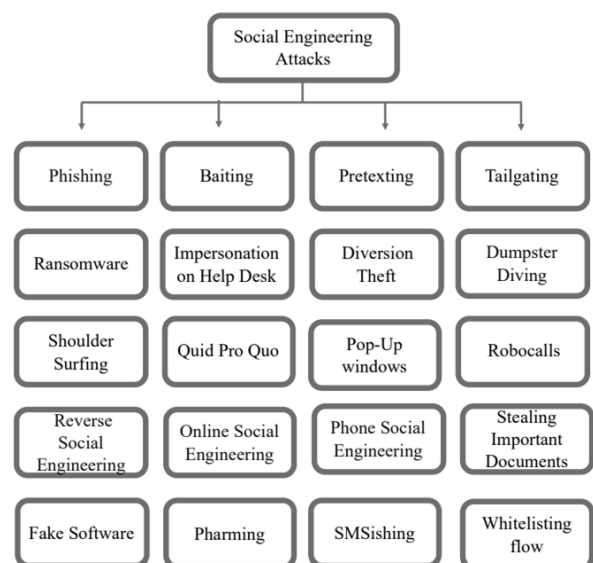 Social Engineering
Attacks
Phishing
Baiting
Pretexting
Tailgating
Ransomware
Impersonation
on Help Desk
Diversion
Theft
Dumpster
Diving
Shoulder
Surfing
Quid Pro Quo
Pop-Up
windows
Robocalls
Reverse
Social
Engineering
Online Social
Engineering
Phone Social
Engineering
Stealing
Important
Documents
Fake Software
Pharming
SMSishing
Whitelisting
flow